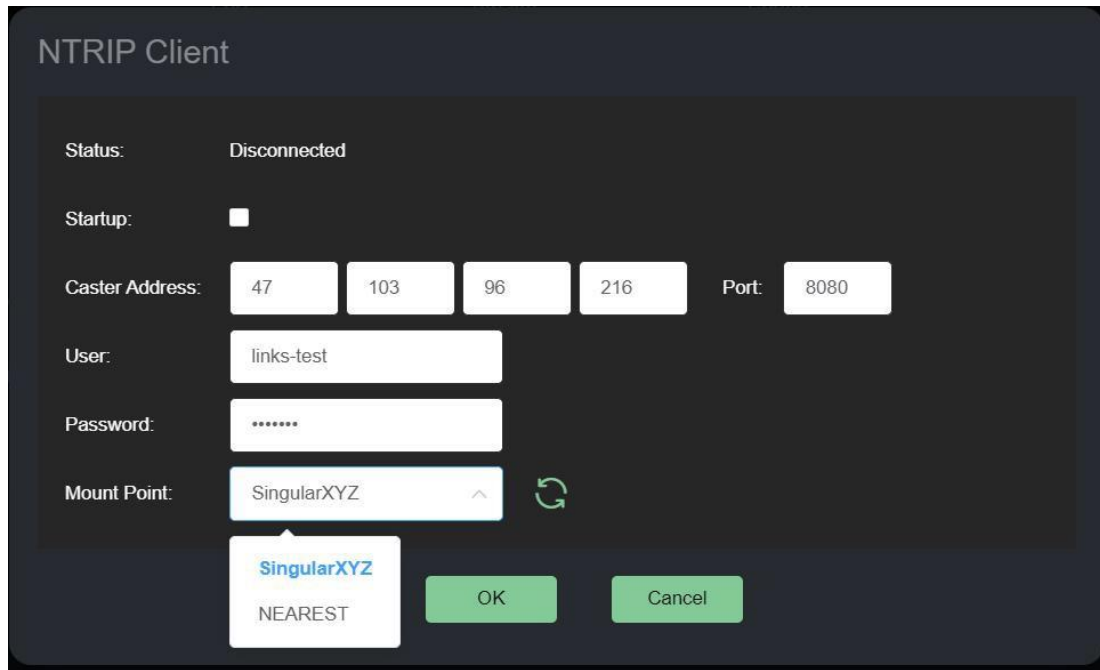 NTRIP Client
Status: Disconnected
Startup:
Caster Address: 47 103 96 216 Port: 8080
User: links-test
Password: •••••••
Mount Point: SingularXYZ
SingularXYZ
NEAREST
OK Cancel